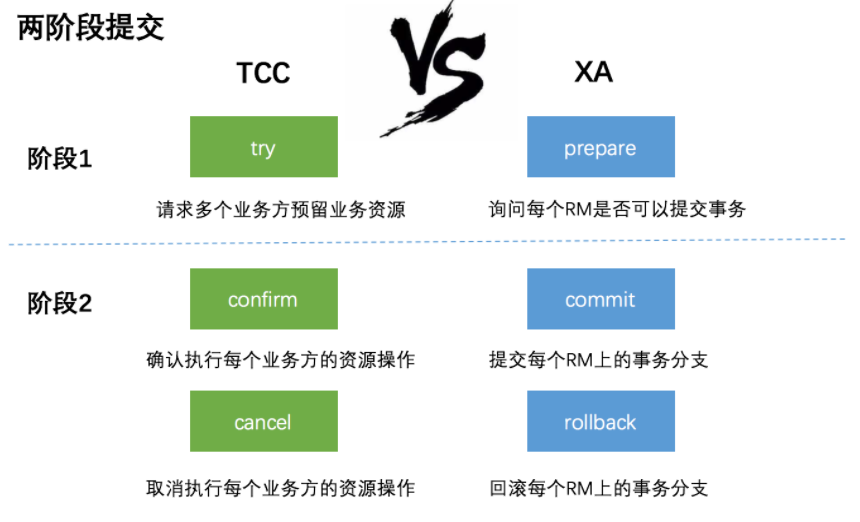 两阶段提交
TCC
VS
XA
阶段1
try
prepare
请求多个业务方预留业务资源
询问每个RM是否可以提交事务
阶段2
confirm
commit
确认执行每个业务方的资源操作
提交每个RM上的事务分支
cancel
rollback
取消执行每个业务方的资源操作
回滚每个RM上的事务分支